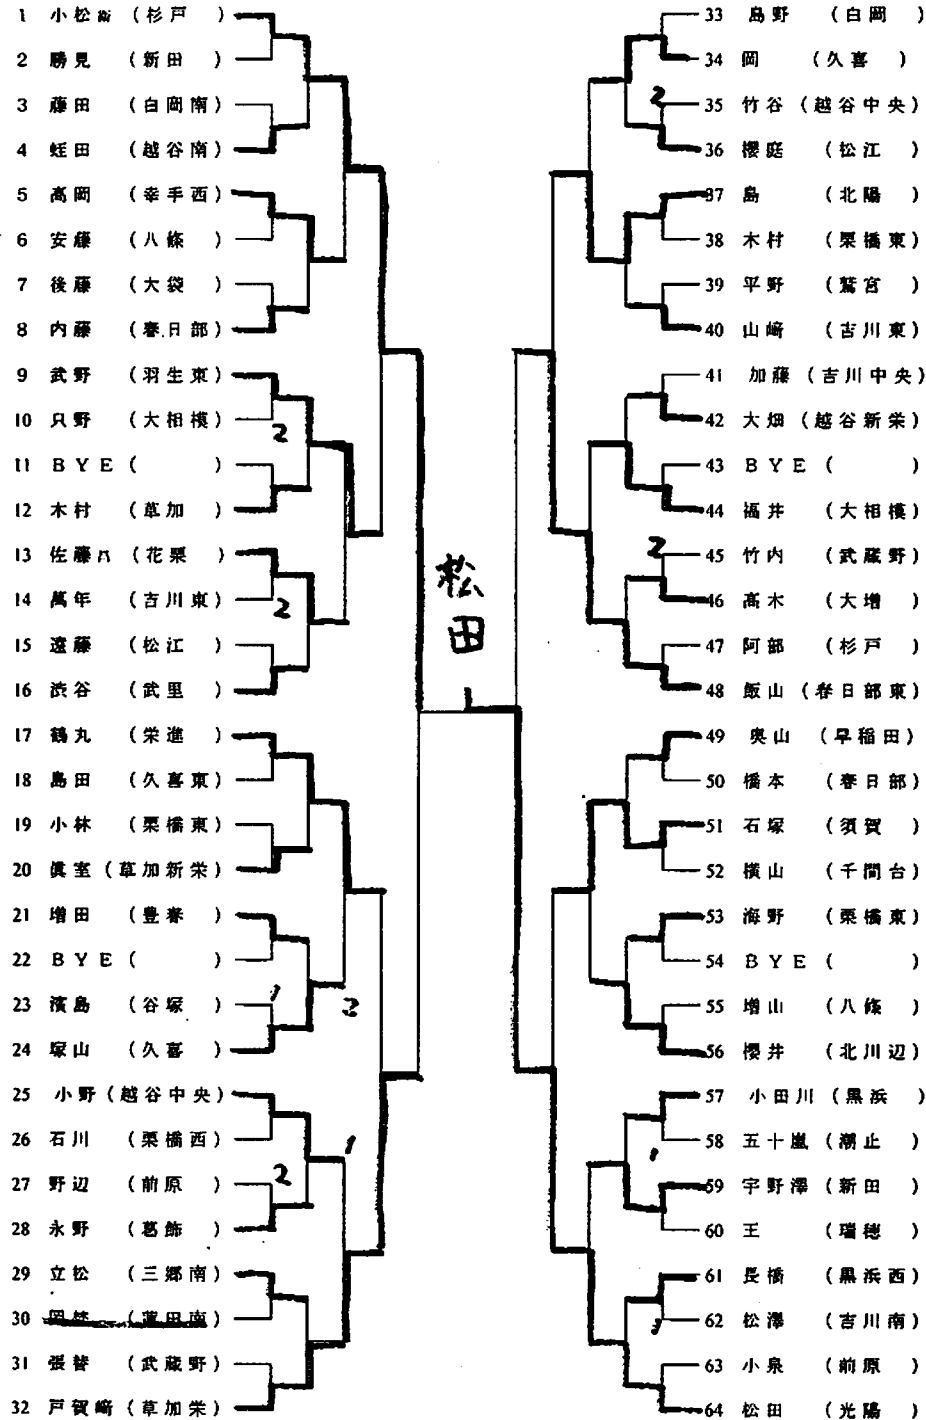 1 小松 (杉戸)
2 勝見 (新田)
3 藤田 (白岡南)
4 蛭田 (越谷南)
5 高岡 (幸手西)
6 安藤 (八條)
7 後藤 (大袋)
8 内藤 (春日部)
9 武野 (羽生東)
10 只野 (大相模)
2
11 BYE ( )
12 木村 (草加)
13 佐藤 (花栗)
14 萬年 (吉川東)
2
15 遠藤 (松江)
16 渋谷 (武里)
17 鶴丸 (栄進)
18 島田 (久喜東)
19 小林 (栗橋東)
20 眞室 (草加新栄)
21 増田 (豊春)
22 BYE ( )
23 濱島 (谷塚)
1
2
24 塚山 (久喜)
25 小野 (越谷中央)
26 石川 (栗橋西)
1
27 野辺 (前原)
2
28 永野 (葛飾)
29 立松 (三郷南)
30 岡林 (蓮田南)
31 張替 (武蔵野)
32 戸賀﨑 (草加栄)
松田
33 島野 (白岡)
34 岡 (久喜)
2
35 竹谷 (越谷中央)
36 櫻庭 (松江)
37 島 (北陽)
38 木村 (栗橋東)
39 平野 (鷲宮)
40 山﨑 (吉川東)
41 加藤 (吉川中央)
42 大畑 (越谷新栄)
43 BYE ( )
44 福井 (大相模)
2
45 竹内 (武蔵野)
46 高木 (大増)
47 阿部 (杉戸)
48 飯山 (春日部東)
49 奥山 (早稲田)
50 橋本 (春日部)
51 石塚 (須賀)
52 横山 (千間台)
53 海野 (栗橋東)
54 BYE ( )
55 増山 (八條)
56 櫻井 (北川辺)
57 小田川 (黒浜)
58 五十嵐 (潮止)
1
59 宇野澤 (新田)
60 王 (瑞穂)
61 長橋 (黒浜西)
62 松澤 (吉川南)
63 小泉 (前原)
64 松田 (光陽)